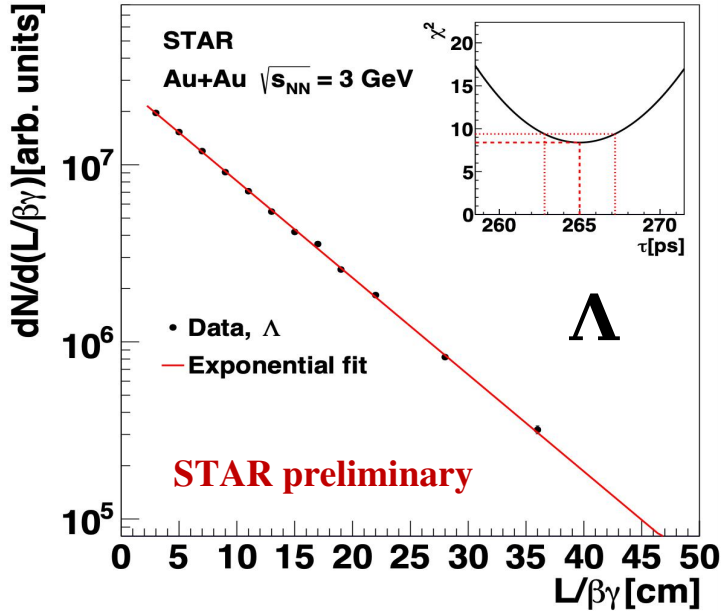 dN/d(L/βγ)[arb. units]
STAR
Au+Au √sNN = 3 GeV
10⁷
10⁶
10⁵
Data, Λ
Exponential fit
STAR preliminary
Λ
0 5 10 15 20 25 30 35 40 45 50
L/βγ[cm]
χ²
20
15
10
5
0
260 265 270
τ[ps]